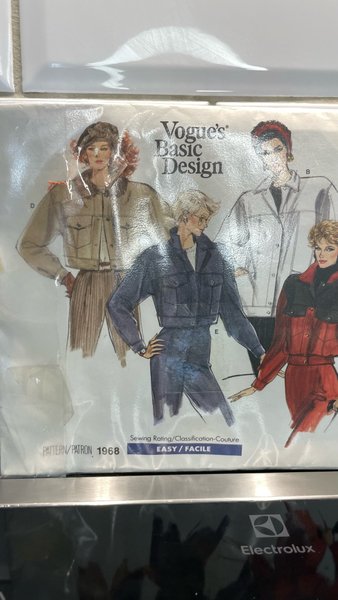 Vogue's®
Basic
Design
D
B
E
Sewing Rating/Classification-Couture
PATTERN/PATRON 1968
EASY / FACILE
Electrolux